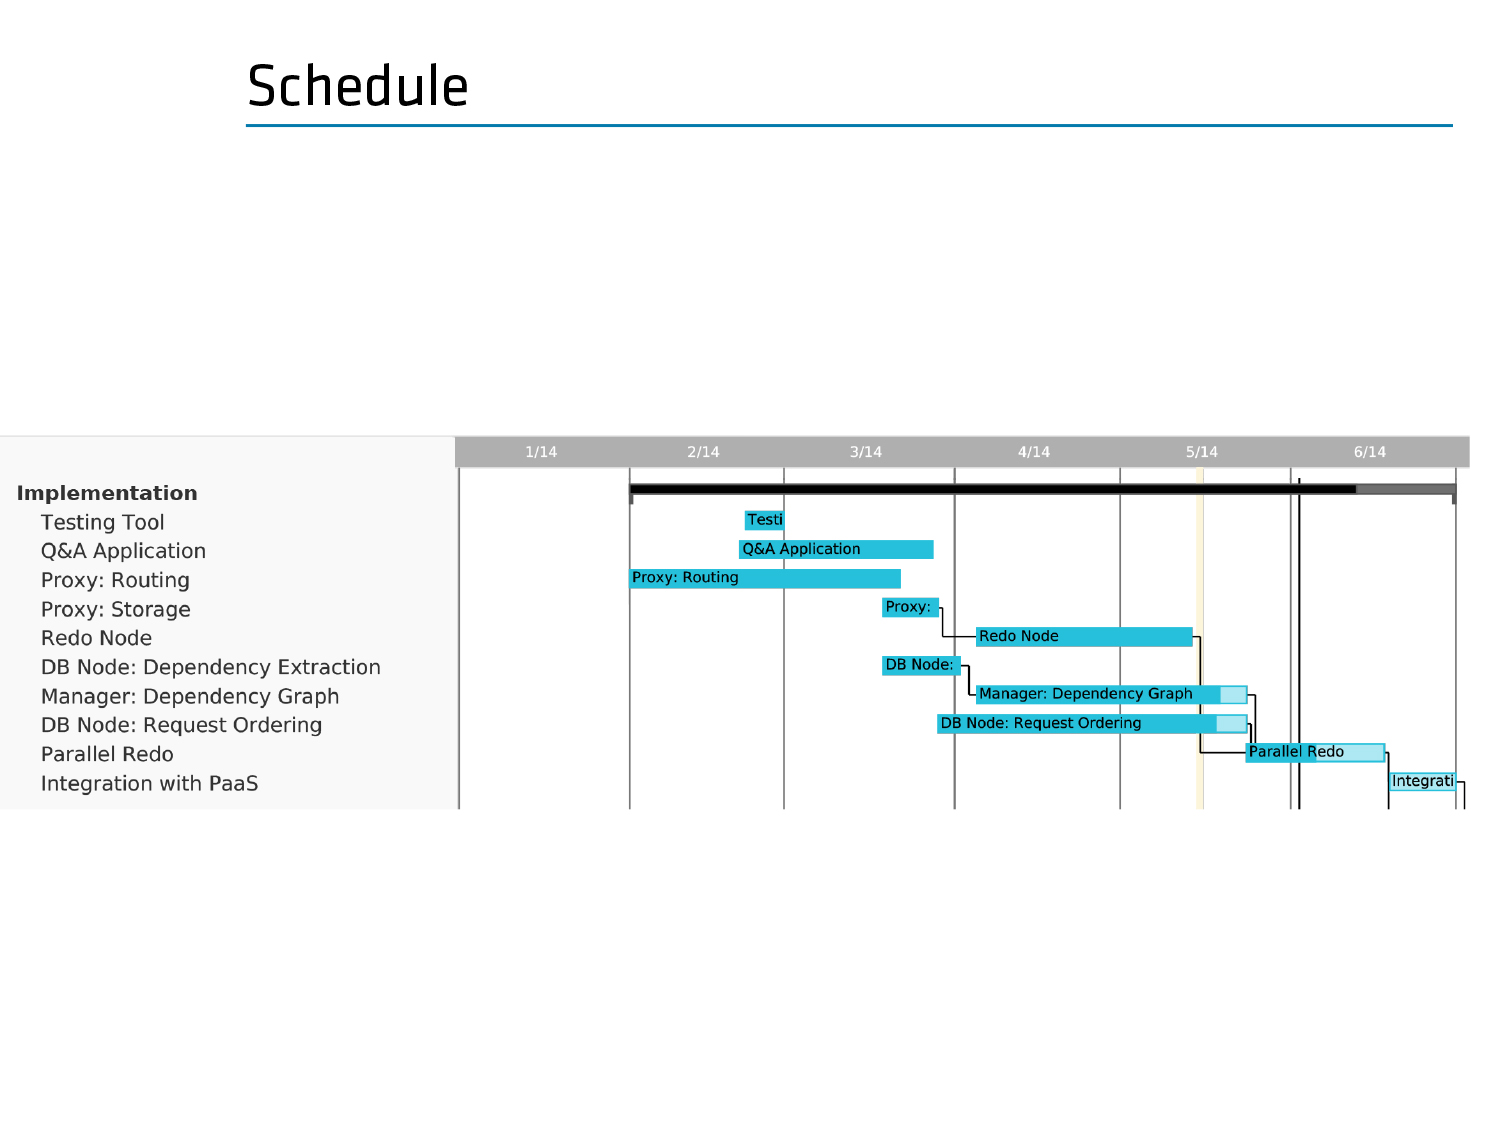 Schedule
1/14 2/14 3/14 4/14 5/14 6/14
Implementation
Testing Tool Testi
Q&A Application Q&A Application
Proxy: Routing Proxy: Routing
Proxy: Storage Proxy:
Redo Node Redo Node
DB Node: Dependency Extraction DB Node:
Manager: Dependency Graph Manager: Dependency Graph
DB Node: Request Ordering DB Node: Request Ordering
Parallel Redo Parallel Redo
Integration with PaaS Integrati